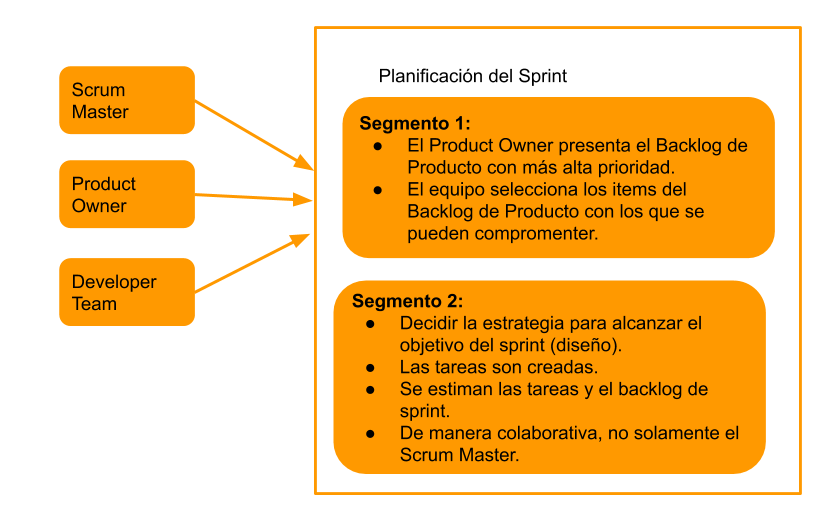 Planificación del Sprint
Scrum
Master
Product
Owner
Developer
Team
Segmento 1:
● El Product Owner presenta el Backlog de
Producto con más alta prioridad.
● El equipo selecciona los items del
Backlog de Producto con los que se
pueden compromenter.
Segmento 2:
● Decidir la estrategia para alcanzar el
objetivo del sprint (diseño).
● Las tareas son creadas.
● Se estiman las tareas y el backlog de
sprint.
● De manera colaborativa, no solamente el
Scrum Master.